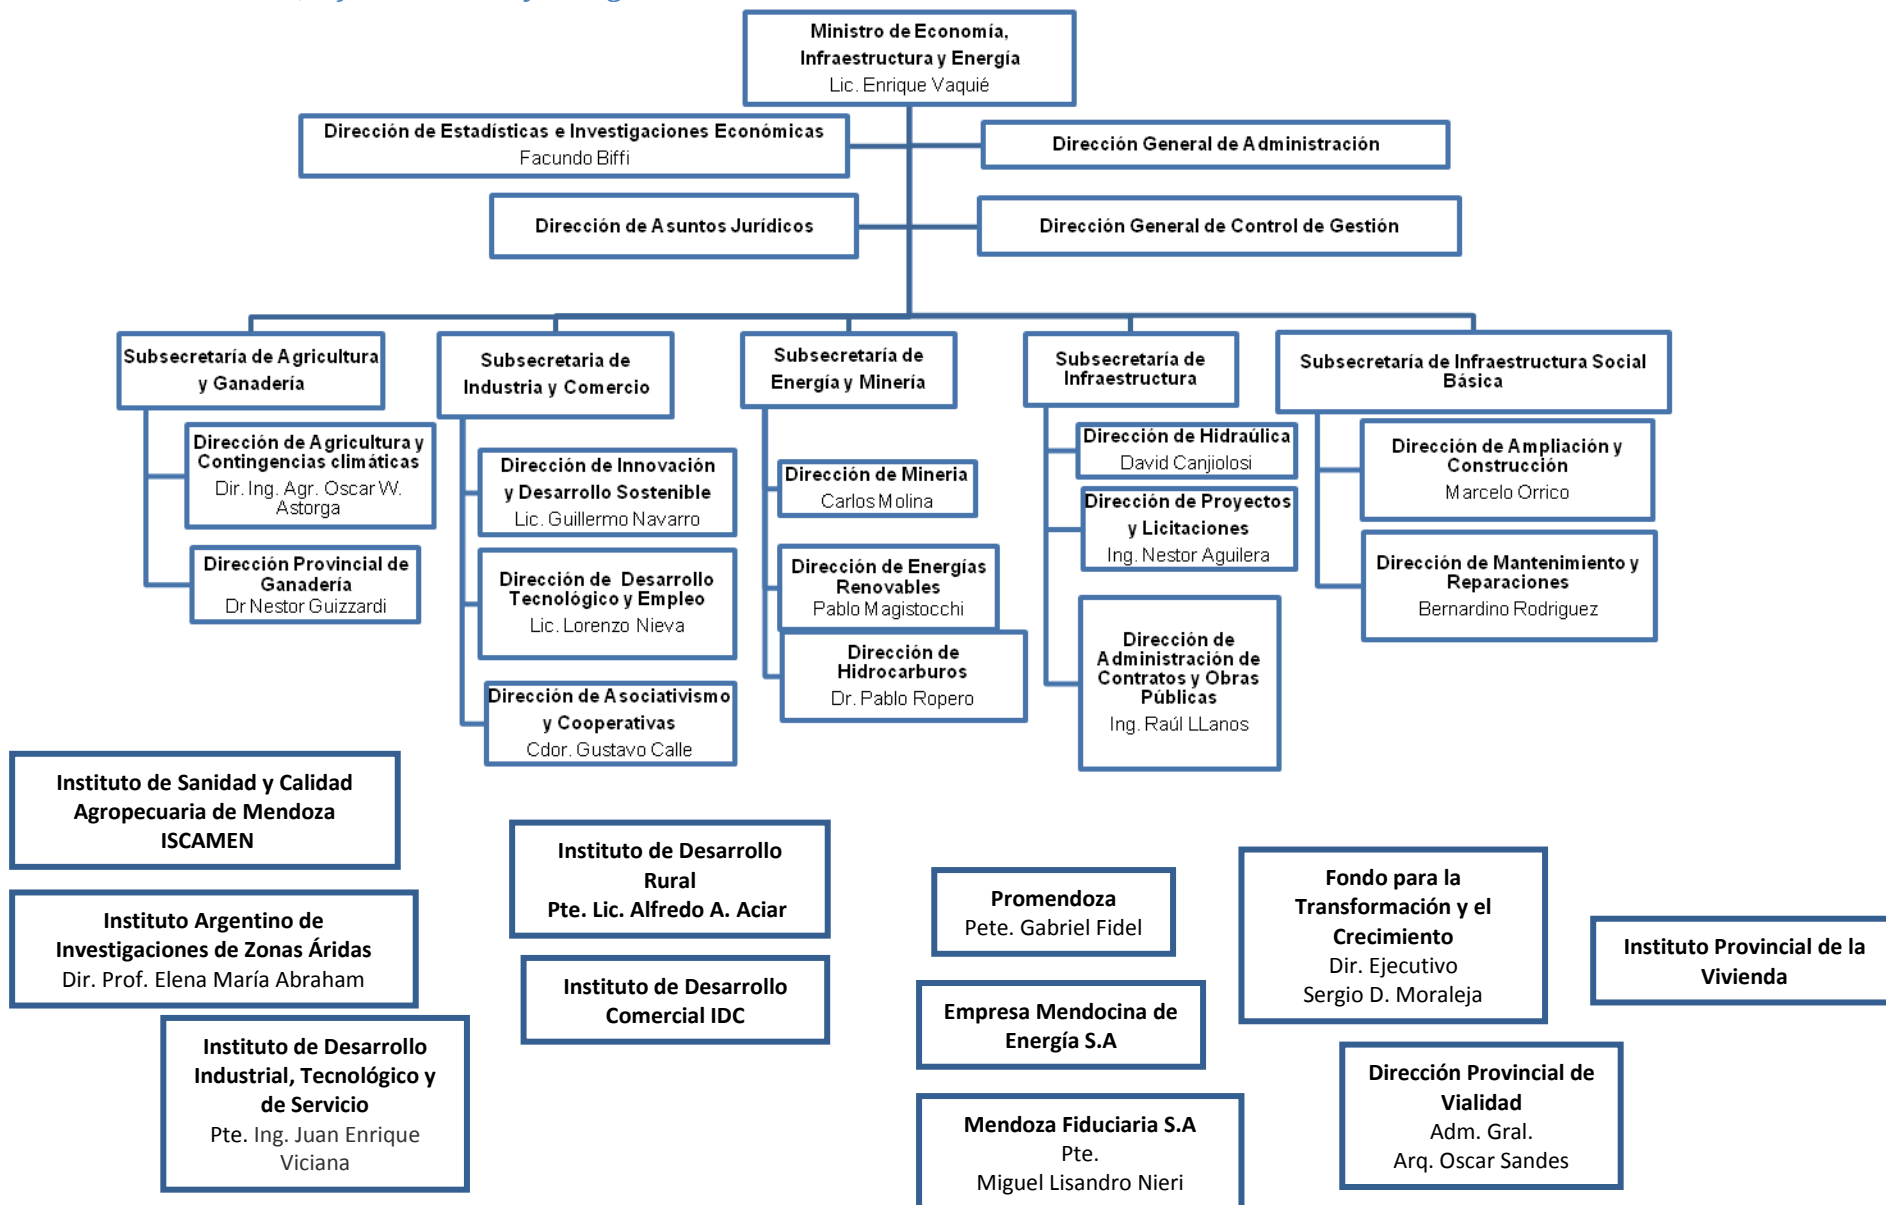 Ministro de Economía,
Infraestructura y Energía
Lic. Enrique Vaquié
Dirección de Estadísticas e Investigaciones Económicas
Facundo Biffi
Dirección General de Administración
Dirección de Asuntos Jurídicos
Dirección General de Control de Gestión
Subsecretaría de Agricultura
y Ganadería
Subsecretaria de
Industria y Comercio
Subsecretaría de
Energía y Minería
Subsecretaría de
Infraestructura
Subsecretaría de Infraestructura Social
Básica
Dirección de Agricultura y
Contingencias climáticas
Dir. Ing. Agr. Oscar W.
Astorga
Dirección Provincial de
Ganadería
Dr Nestor Guizzardi
Dirección de Innovación
y Desarrollo Sostenible
Lic. Guillermo Navarro
Dirección de Desarrollo
Tecnológico y Empleo
Lic. Lorenzo Nieva
Dirección de Asociativismo
y Cooperativas
Cdor. Gustavo Calle
Dirección de Mineria
Carlos Molina
Dirección de Energías
Renovables
Pablo Magistocchi
Dirección de
Hidrocarburos
Dr. Pablo Ropero
Dirección de Hidraúlica
David Canjiolosi
Dirección de Proyectos
y Licitaciones
Ing. Nestor Aguilera
Dirección de
Administración de
Contratos y Obras
Públicas
Ing. Raúl LLanos
Dirección de Ampliación y
Construcción
Marcelo Orrico
Dirección de Mantenimiento y
Reparaciones
Bernardino Rodriguez
Instituto de Sanidad y Calidad
Agropecuaria de Mendoza
ISCAMEN
Instituto Argentino de
Investigaciones de Zonas Áridas
Dir. Prof. Elena María Abraham
Instituto de Desarrollo
Industrial, Tecnológico y
de Servicio
Pte. Ing. Juan Enrique
Viciana
Instituto de Desarrollo
Rural
Pte. Lic. Alfredo A. Aciar
Instituto de Desarrollo
Comercial IDC
Promendoza
Pete. Gabriel Fidel
Empresa Mendocina de
Energía S.A
Mendoza Fiduciaria S.A
Pte.
Miguel Lisandro Nieri
Fondo para la
Transformación y el
Crecimiento
Dir. Ejecutivo
Sergio D. Moraleja
Dirección Provincial de
Vialidad
Adm. Gral.
Arq. Oscar Sandes
Instituto Provincial de la
Vivienda